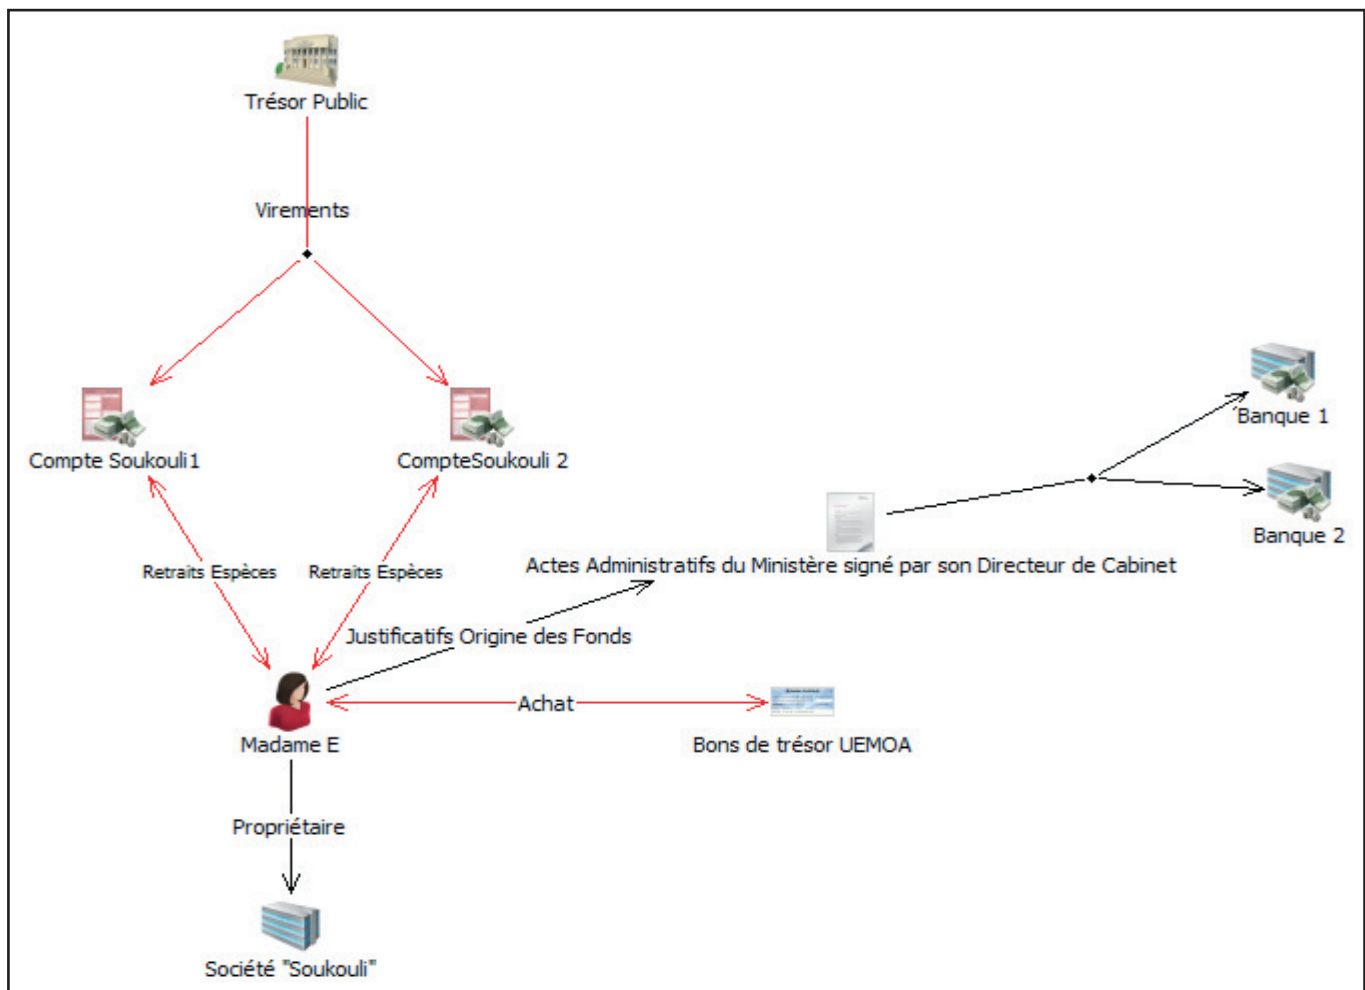 Trésor Public
Virements
Compte Soukouli1
CompteSoukouli 2
Banque 1
Banque 2
Actes Administratifs du Ministère signé par son Directeur de Cabinet
Retraits Espèces
Retraits Espèces
Justificatifs Origine des Fonds
Achat
Madame E
Bons de trésor UEMOA
Propriétaire
Société "Soukouli"